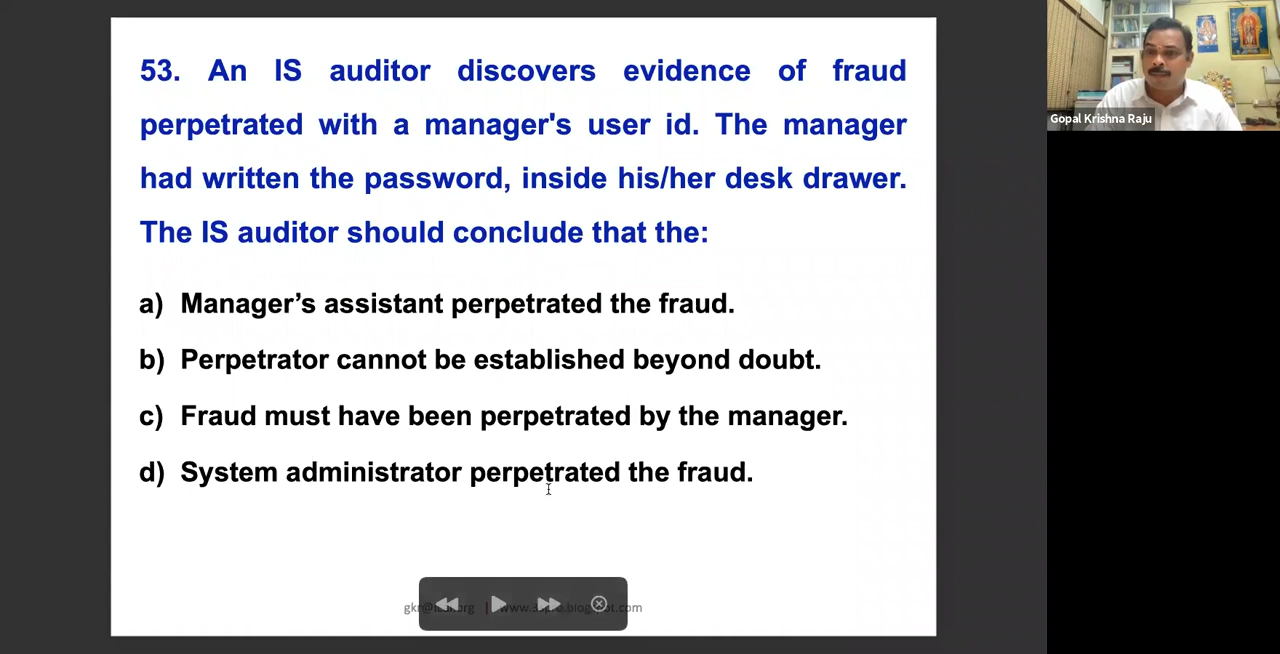 53. An IS auditor discovers evidence of fraud
perpetrated with a manager's user id. The manager
had written the password, inside his/her desk drawer.
The IS auditor should conclude that the:
a) Manager’s assistant perpetrated the fraud.
b) Perpetrator cannot be established beyond doubt.
c) Fraud must have been perpetrated by the manager.
d) System administrator perpetrated the fraud.
Gopal Krishna Raju